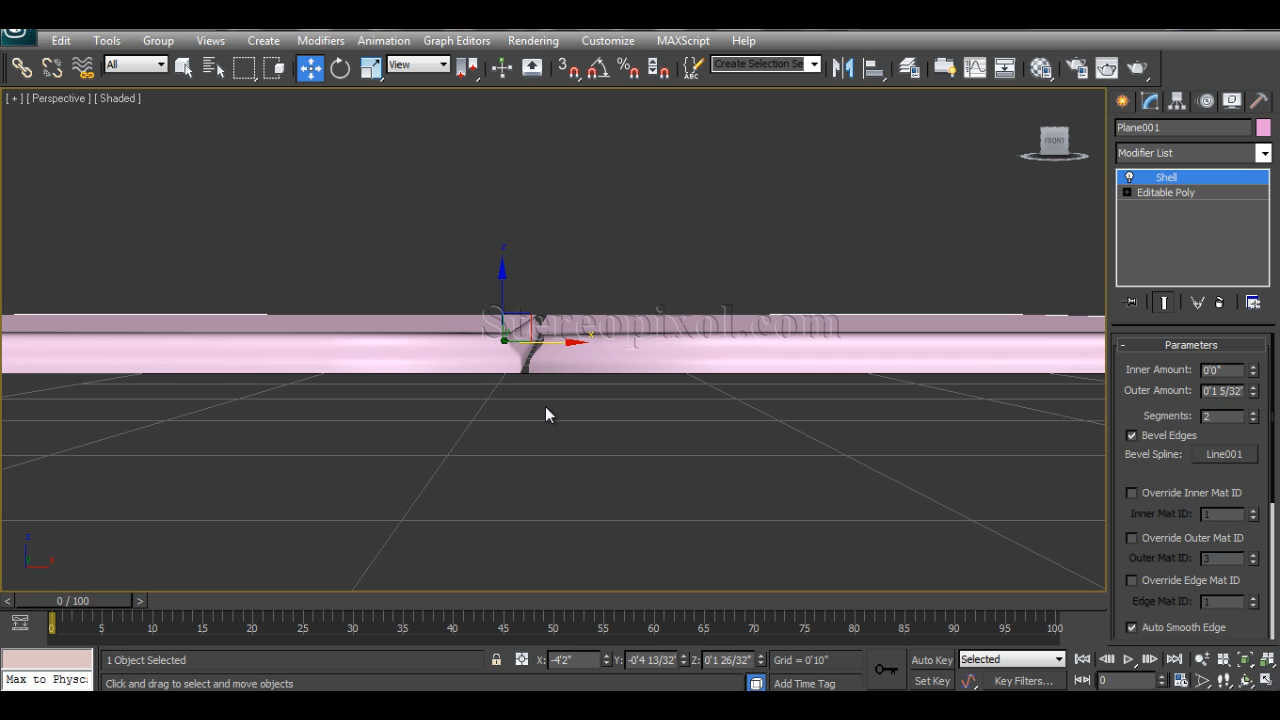 Edit Tools Group Views Create Modifiers Animation Graph Editors Rendering Customize MAXScript Help
All View Create Selection Se
[ + ] [ Perspective ] [ Shaded ]
FRONT
Plane001
Modifier List
Shell
Editable Poly
z
x
Stereopixol.com
Parameters
Inner Amount: 0'0"
Outer Amount: 0'1 5/32"
Segments: 2
Bevel Edges
Bevel Spline: Line001
Override Inner Mat ID
Inner Mat ID: 1
Override Outer Mat ID
Outer Mat ID: 3
Override Edge Mat ID
Edge Mat ID: 1
Auto Smooth Edge
z
x
< 0 / 100 >
0 5 10 15 20 25 30 35 40 45 50 55 60 65 70 75 80 85 90 95 100
1 Object Selected X: -4'2" Y: -0'4 13/32" Z: 0'1 26/32" Grid = 0'10" Auto Key Selected
Max to Physc: Click and drag to select and move objects Add Time Tag Set Key Key Filters... 0